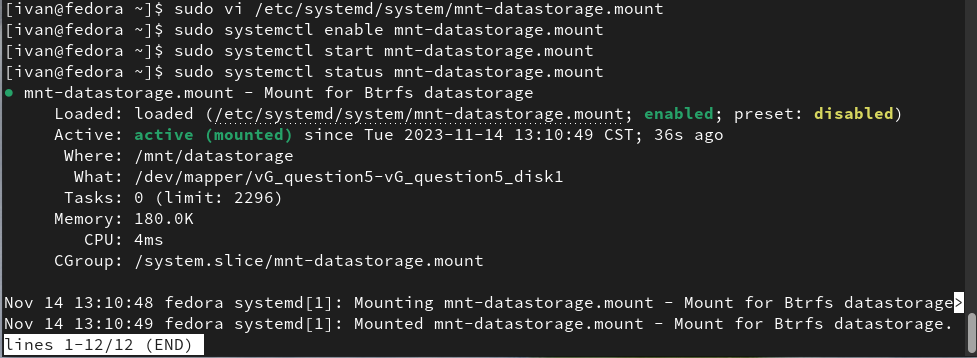 [ivan@fedora ~]$ sudo vi /etc/systemd/system/mnt-datastorage.mount
[ivan@fedora ~]$ sudo systemctl enable mnt-datastorage.mount
[ivan@fedora ~]$ sudo systemctl start mnt-datastorage.mount
[ivan@fedora ~]$ sudo systemctl status mnt-datastorage.mount
● mnt-datastorage.mount - Mount for Btrfs datastorage
Loaded: loaded (/etc/systemd/system/mnt-datastorage.mount; enabled; preset: disabled)
Active: active (mounted) since Tue 2023-11-14 13:10:49 CST; 36s ago
Where: /mnt/datastorage
What: /dev/mapper/vG_question5-vG_question5_disk1
Tasks: 0 (limit: 2296)
Memory: 180.0K
CPU: 4ms
CGroup: /system.slice/mnt-datastorage.mount
Nov 14 13:10:48 fedora systemd[1]: Mounting mnt-datastorage.mount - Mount for Btrfs datastorage>
Nov 14 13:10:49 fedora systemd[1]: Mounted mnt-datastorage.mount - Mount for Btrfs datastorage.
lines 1-12/12 (END)